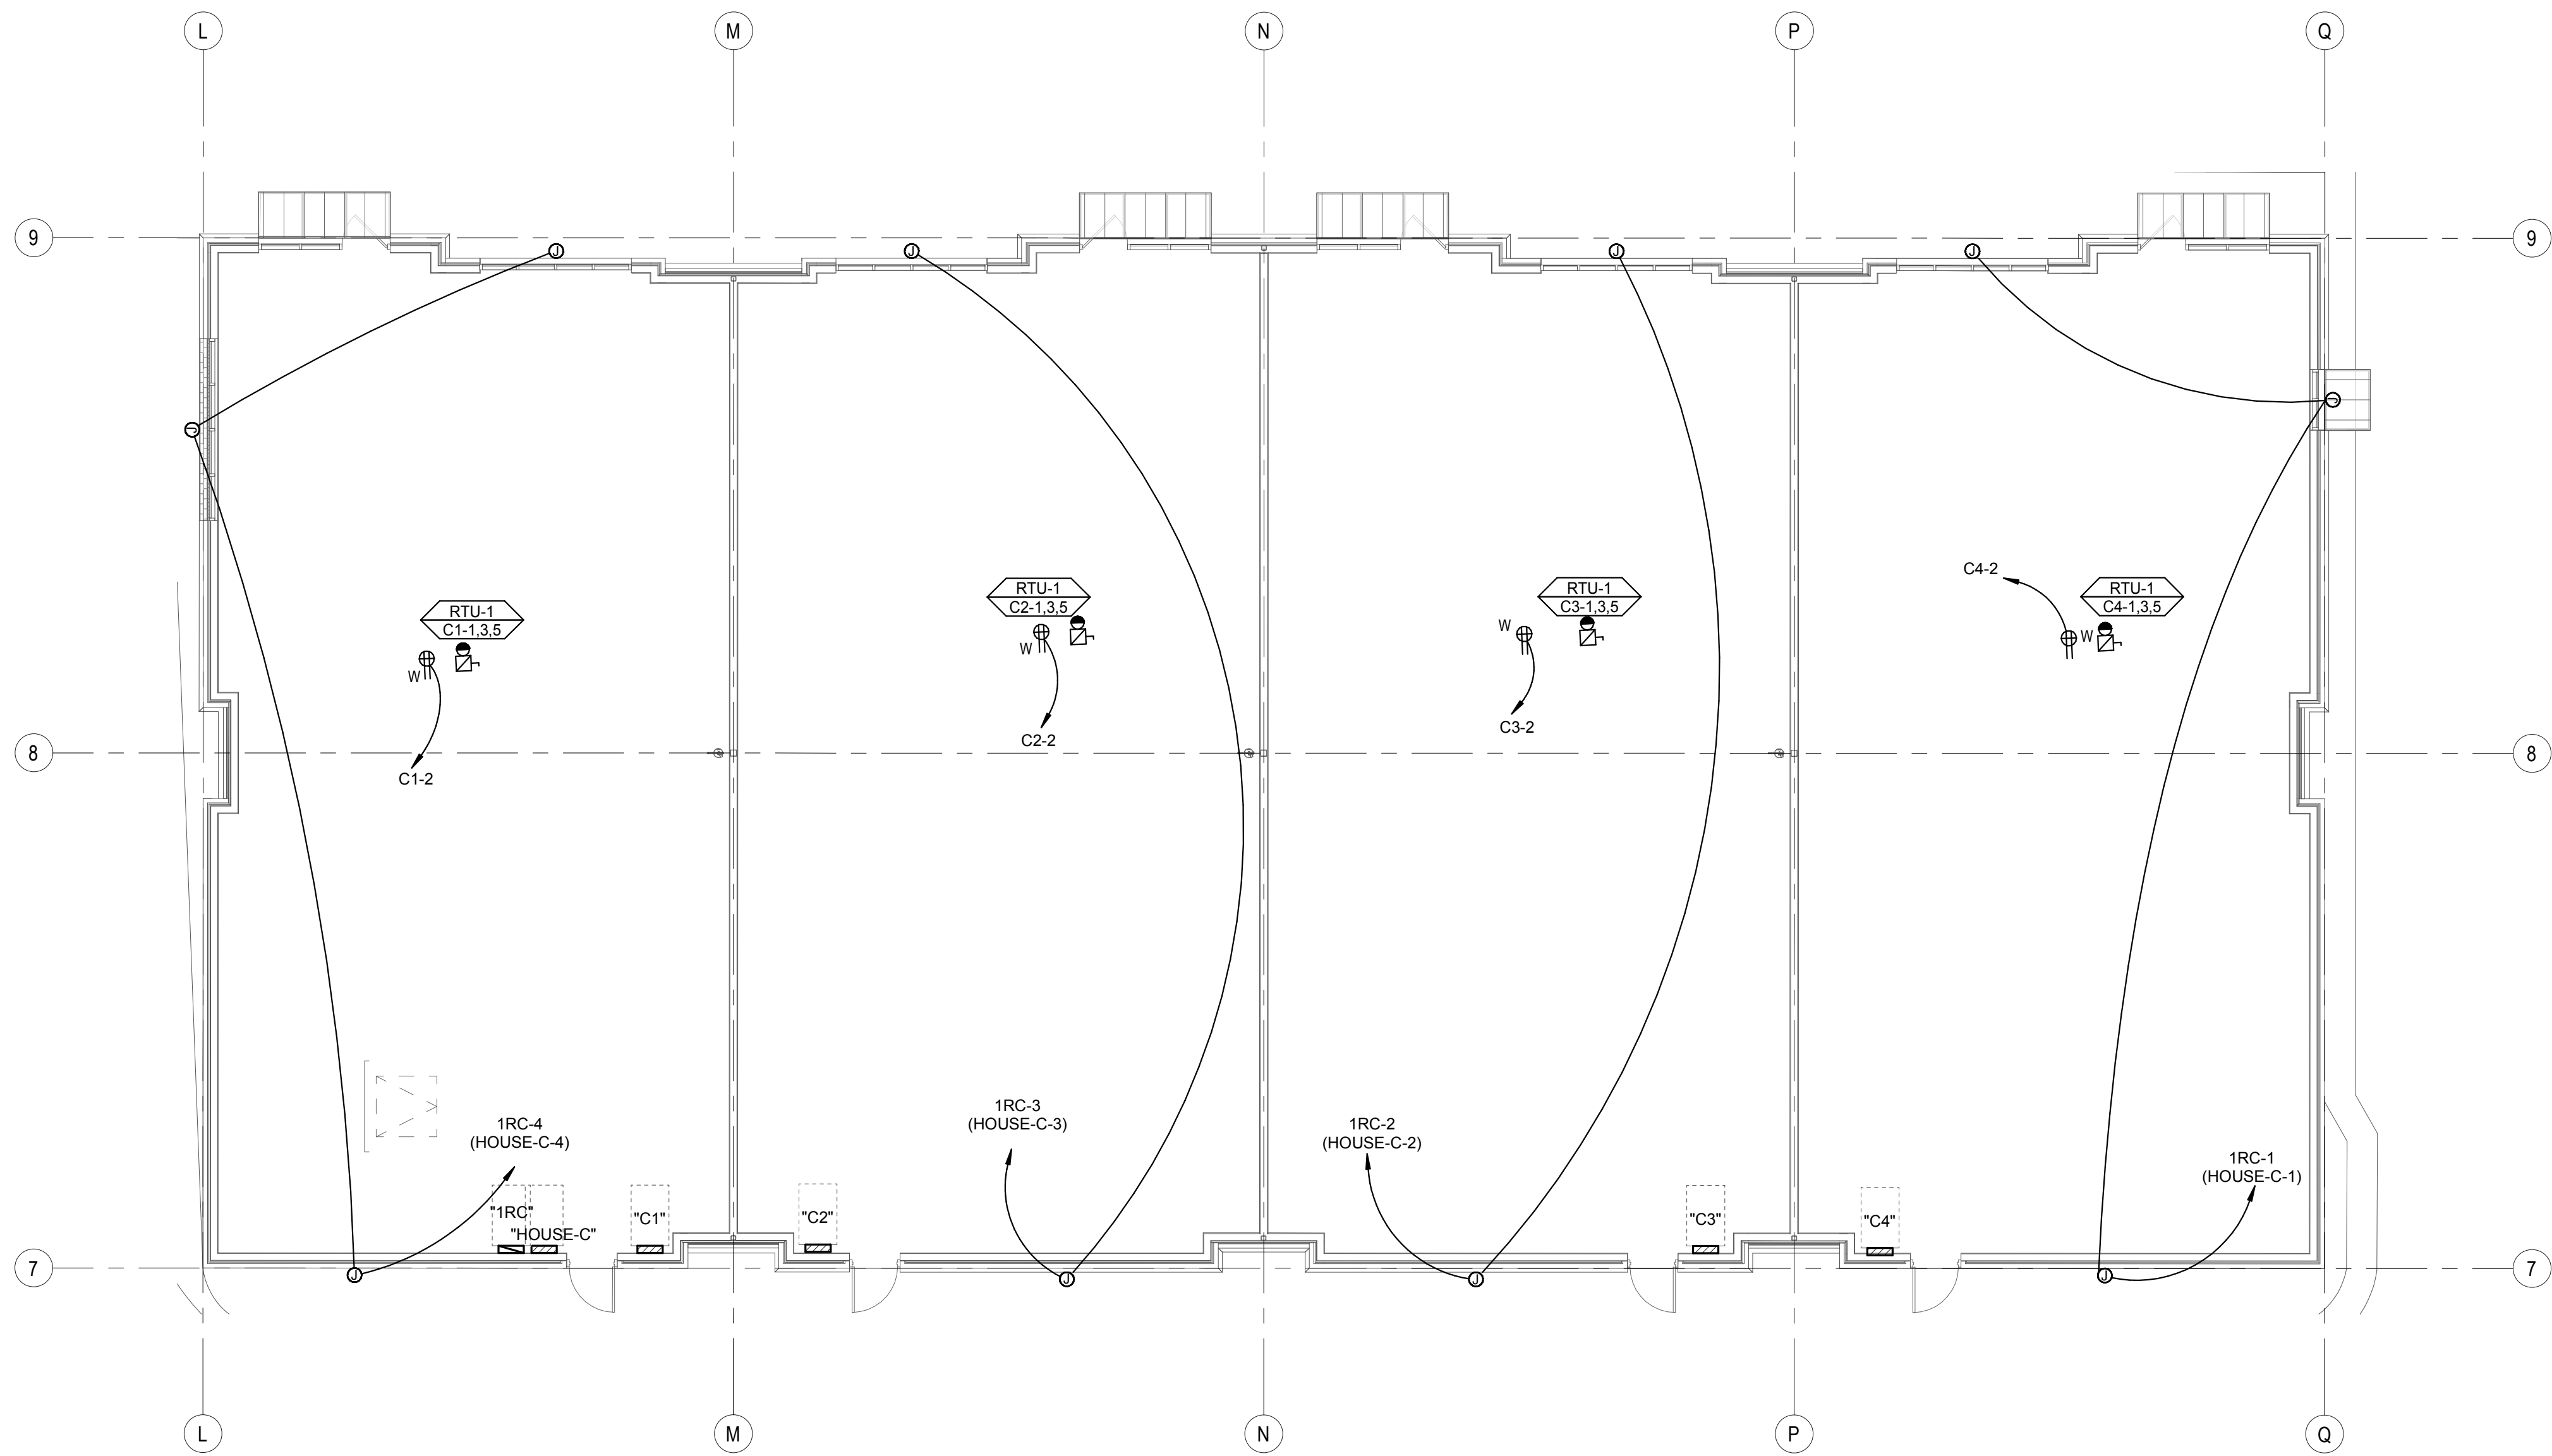 L M N P Q
9 9
J J J J
J
J
RTU-1
C1-1,3,5
RTU-1
C2-1,3,5
RTU-1
C3-1,3,5
RTU-1
C4-1,3,5
C4-2
W
W
W
W
C1-2
C2-2
C3-2
8 8
1RC-4
(HOUSE-C-4)
1RC-3
(HOUSE-C-3)
1RC-2
(HOUSE-C-2)
1RC-1
(HOUSE-C-1)
"1RC"
"HOUSE-C"
"C1"
"C2"
"C3"
"C4"
7 7
J J J J
L M N P Q